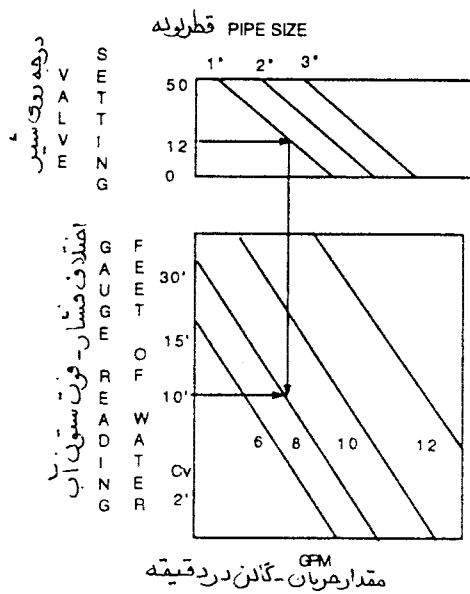 قطر لوله PIPE SIZE
1" 2" 3"
درجه روی شیر
VALVE
SETTING
50
12
0
اختلاف فشار - فوت ستون آب
GAUGE READING
FEET OF WATER
30'
15'
10'
Cv
2'
6 8 10 12
GPM
مقدار جریان - گالن در دقیقه